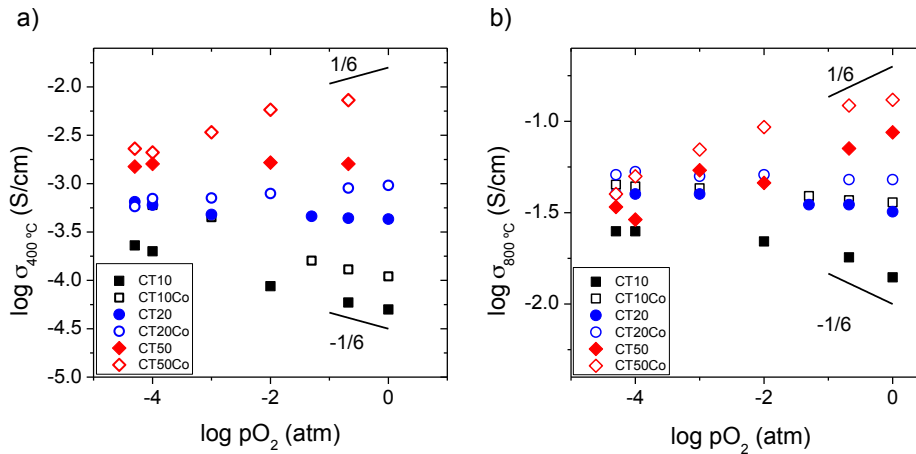 a)
log σ400 ºC (S/cm)
-2.0
-2.5
-3.0
-3.5
-4.0
-4.5
-5.0
1/6
-1/6
CT10
CT10Co
CT20
CT20Co
CT50
CT50Co
-4
-2
0
log pO2 (atm)
b)
log σ800 ºC (S/cm)
-1.0
-1.5
-2.0
1/6
-1/6
CT10
CT10Co
CT20
CT20Co
CT50
CT50Co
-4
-2
0
log pO2 (atm)